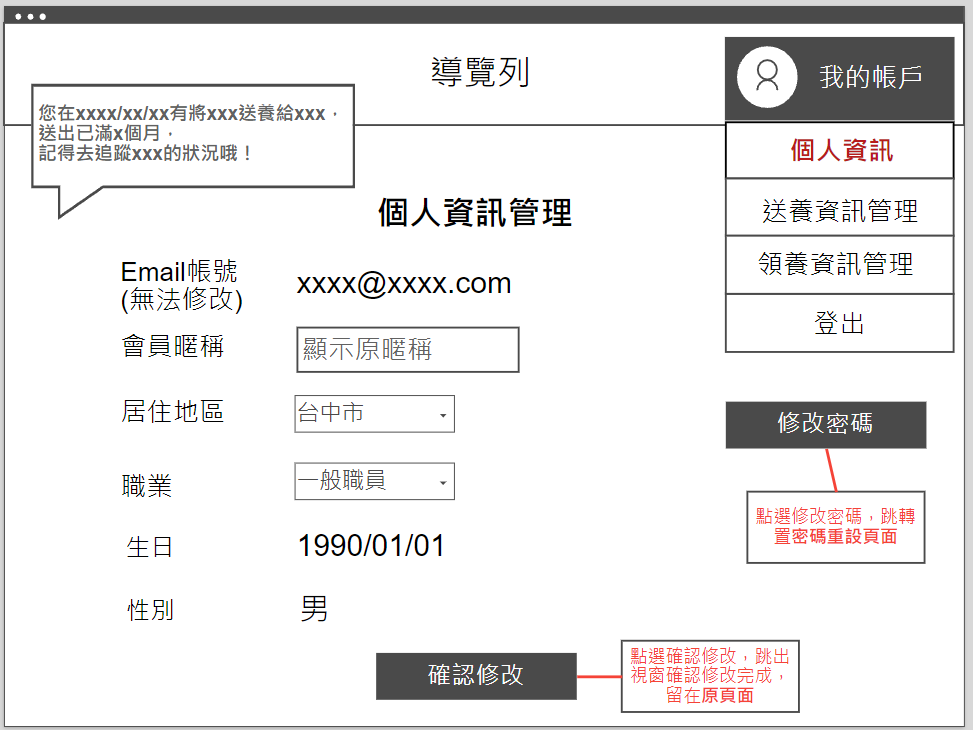 導覽列
我的帳戶
個人資訊
送養資訊管理
領養資訊管理
登出
您在xxxx/xx/xx有將xxx送養給xxx，
送出已滿x個月，
記得去追蹤xxx的狀況哦！
個人資訊管理
Email帳號
(無法修改)
xxxx@xxxx.com
會員暱稱
顯示原暱稱
居住地區
台中市
職業
一般職員
生日
1990/01/01
性別
男
修改密碼
點選修改密碼，跳轉
置密碼重設頁面
確認修改
點選確認修改，跳出
視窗確認修改完成，
留在原頁面